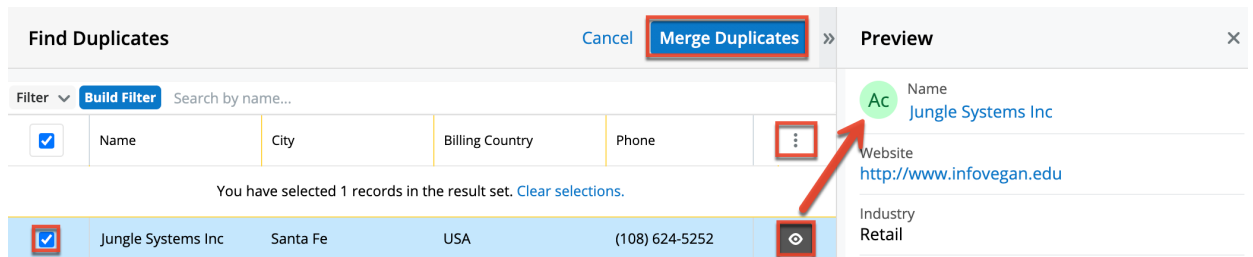 Find Duplicates Cancel Merge Duplicates » Preview ×
Filter Build Filter Search by name...
Ac Name
Jungle Systems Inc
Name City Billing Country Phone
Website
http://www.infovegan.edu
You have selected 1 records in the result set. Clear selections.
Industry
Retail
Jungle Systems Inc Santa Fe USA (108) 624-5252